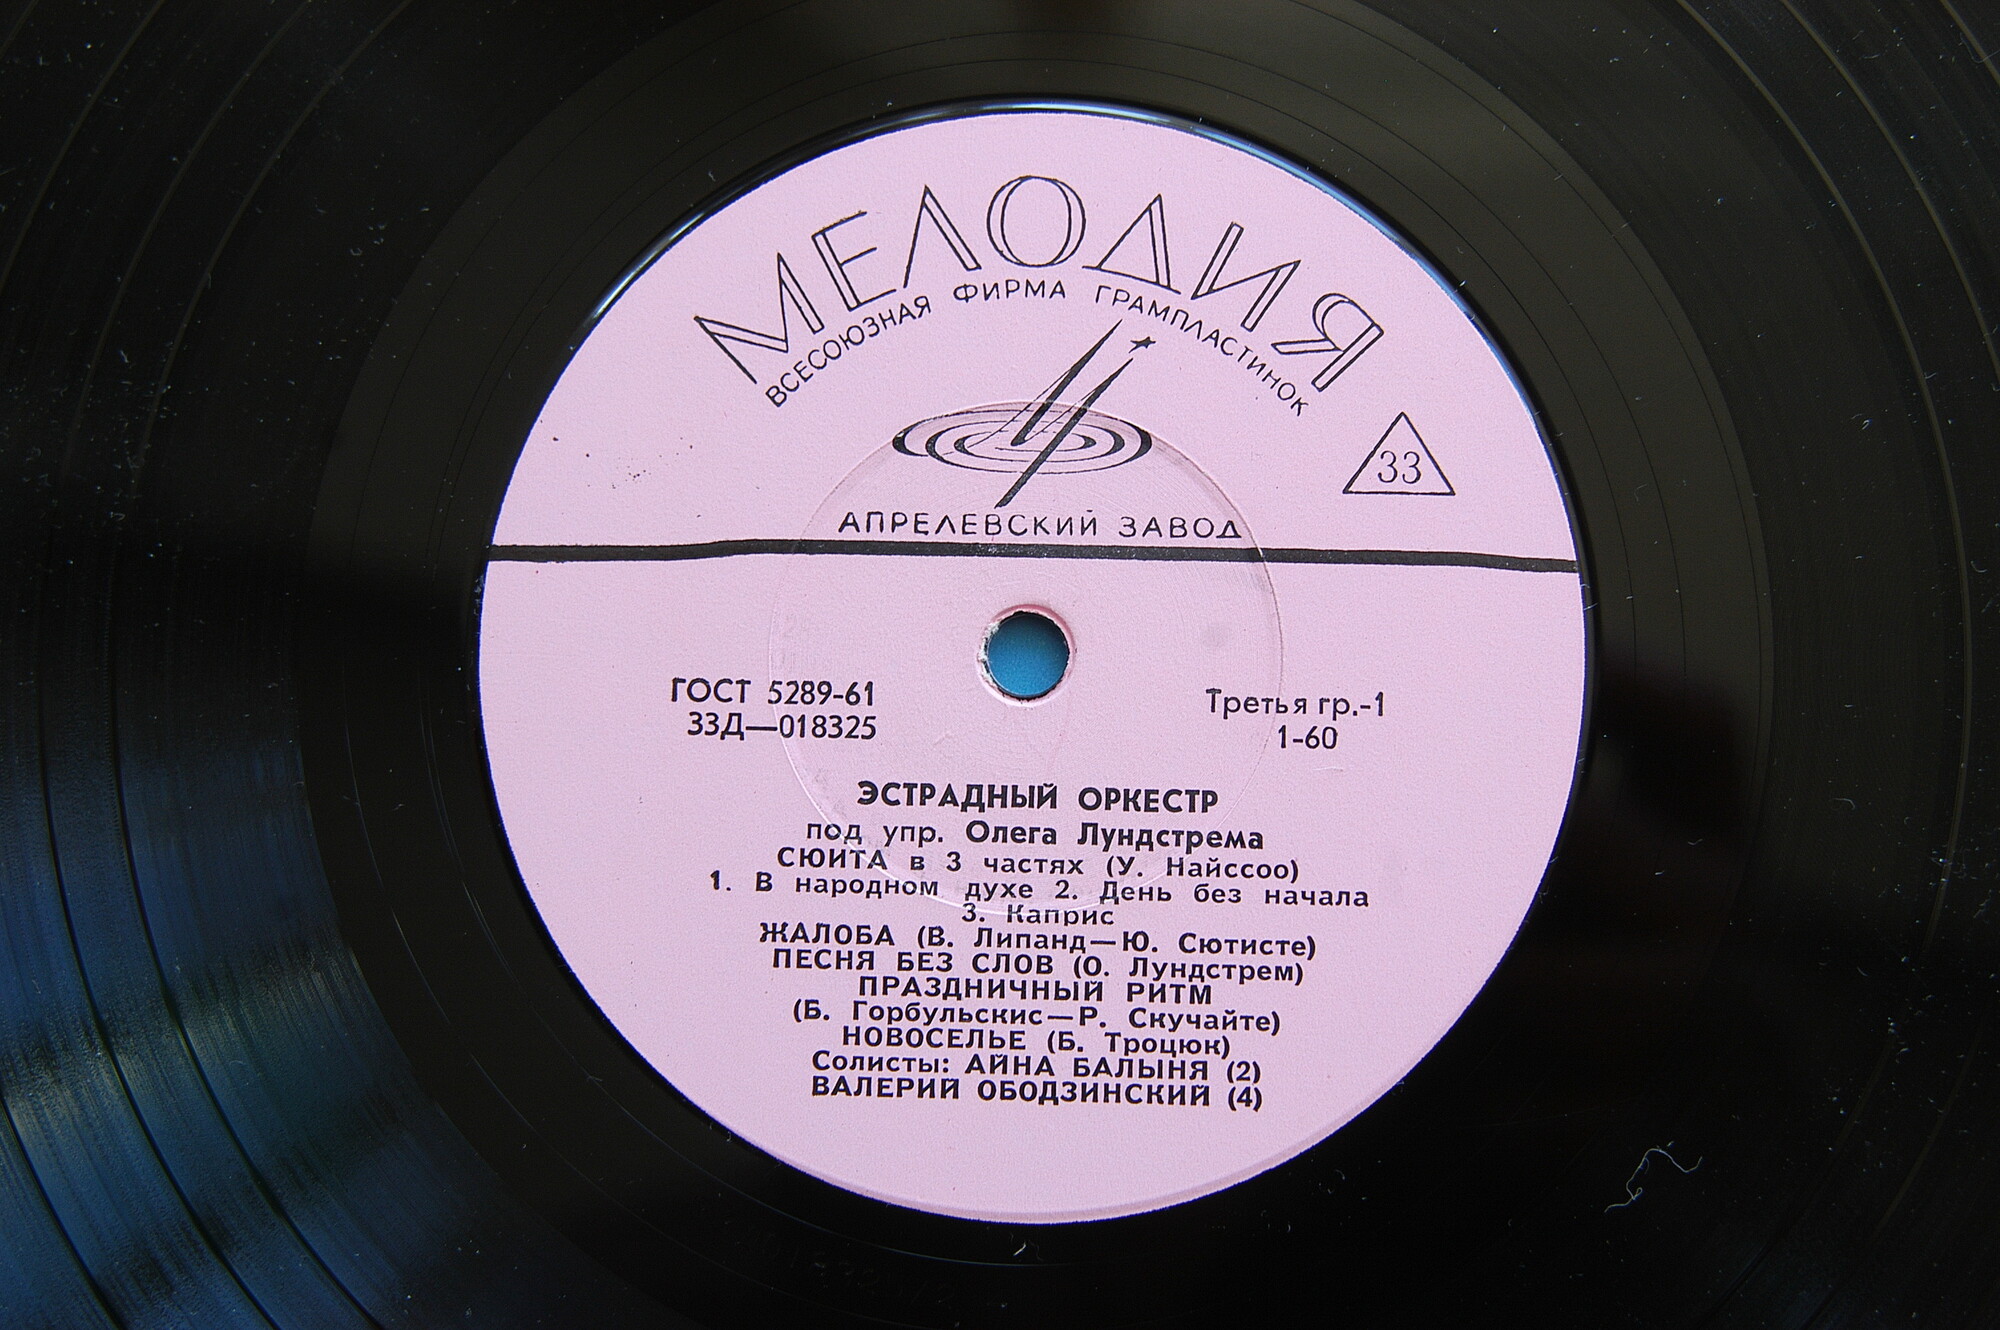 МЕЛОДИЯ
ВСЕСОЮЗНАЯ ФИРМА ГРАМПЛАСТИНОК
33
АПРЕЛЕВСКИЙ ЗАВОД
ГОСТ 5289-61
Третья гр.-1
33Д—018325
1-60
ЭСТРАДНЫЙ ОРКЕСТР
под упр. Олега Лундстрема
СЮИТА в 3 частях (У. Найссоо)
1. В народном духе 2. День без начала
3. Каприс
ЖАЛОБА (В. Липанд—Ю. Сютисте)
ПЕСНЯ БЕЗ СЛОВ (О. Лундстрем)
ПРАЗДНИЧНЫЙ РИТМ
(Б. Горбульскис—Р. Скучайте)
НОВОСЕЛЬЕ (Б. Троцюк)
Солисты: АЙНА БАЛЫНЯ (2)
ВАЛЕРИЙ ОБОДЗИНСКИЙ (4)